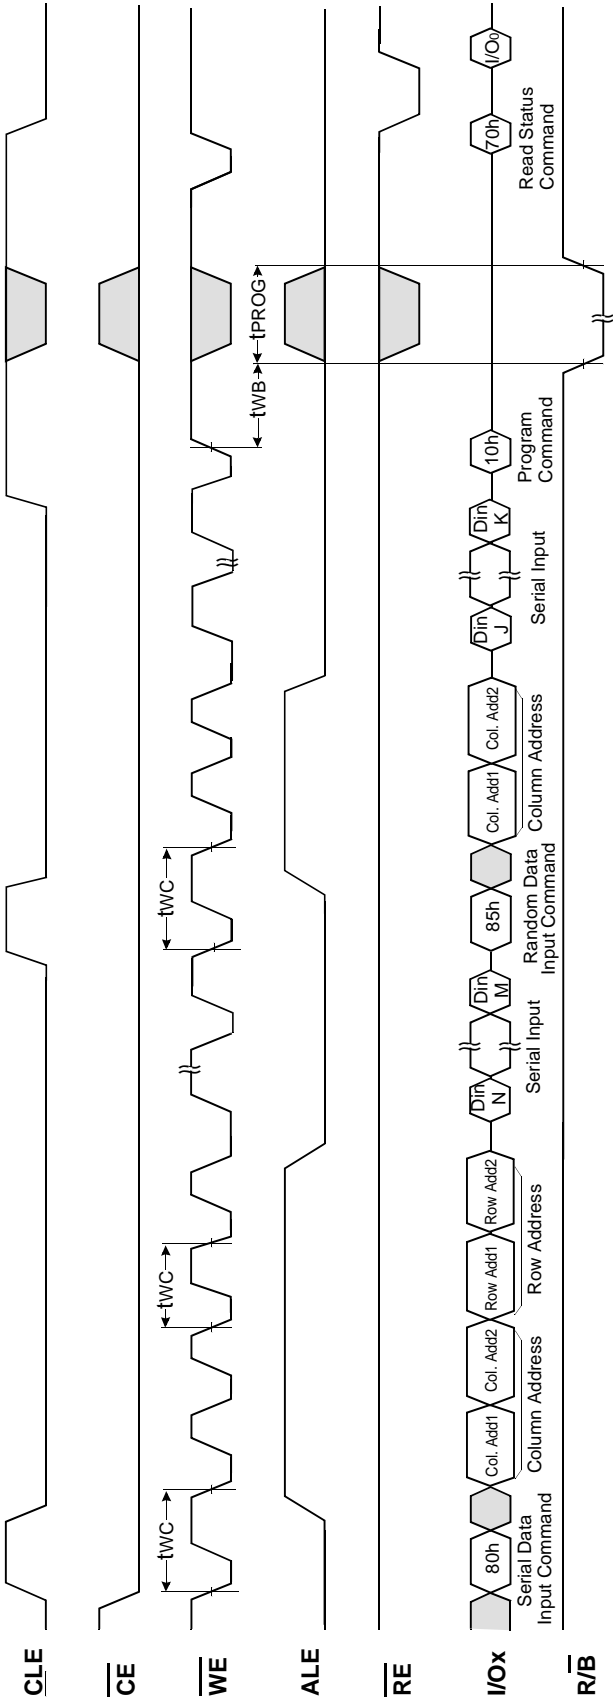 CLE
CE
tWC
tWC
tWC
WE
tWB
tPROG
ALE
RE
I/Ox
80h
Col. Add1
Col. Add2
Row Add1
Row Add2
Din
N
Din
M
85h
Col. Add1
Col. Add2
Din
J
Din
K
10h
70h
I/O0
Serial Data
Input Command
Column Address
Row Address
Serial Input
Random Data
Input Command
Column Address
Serial Input
Program
Command
Read Status
Command
R/B